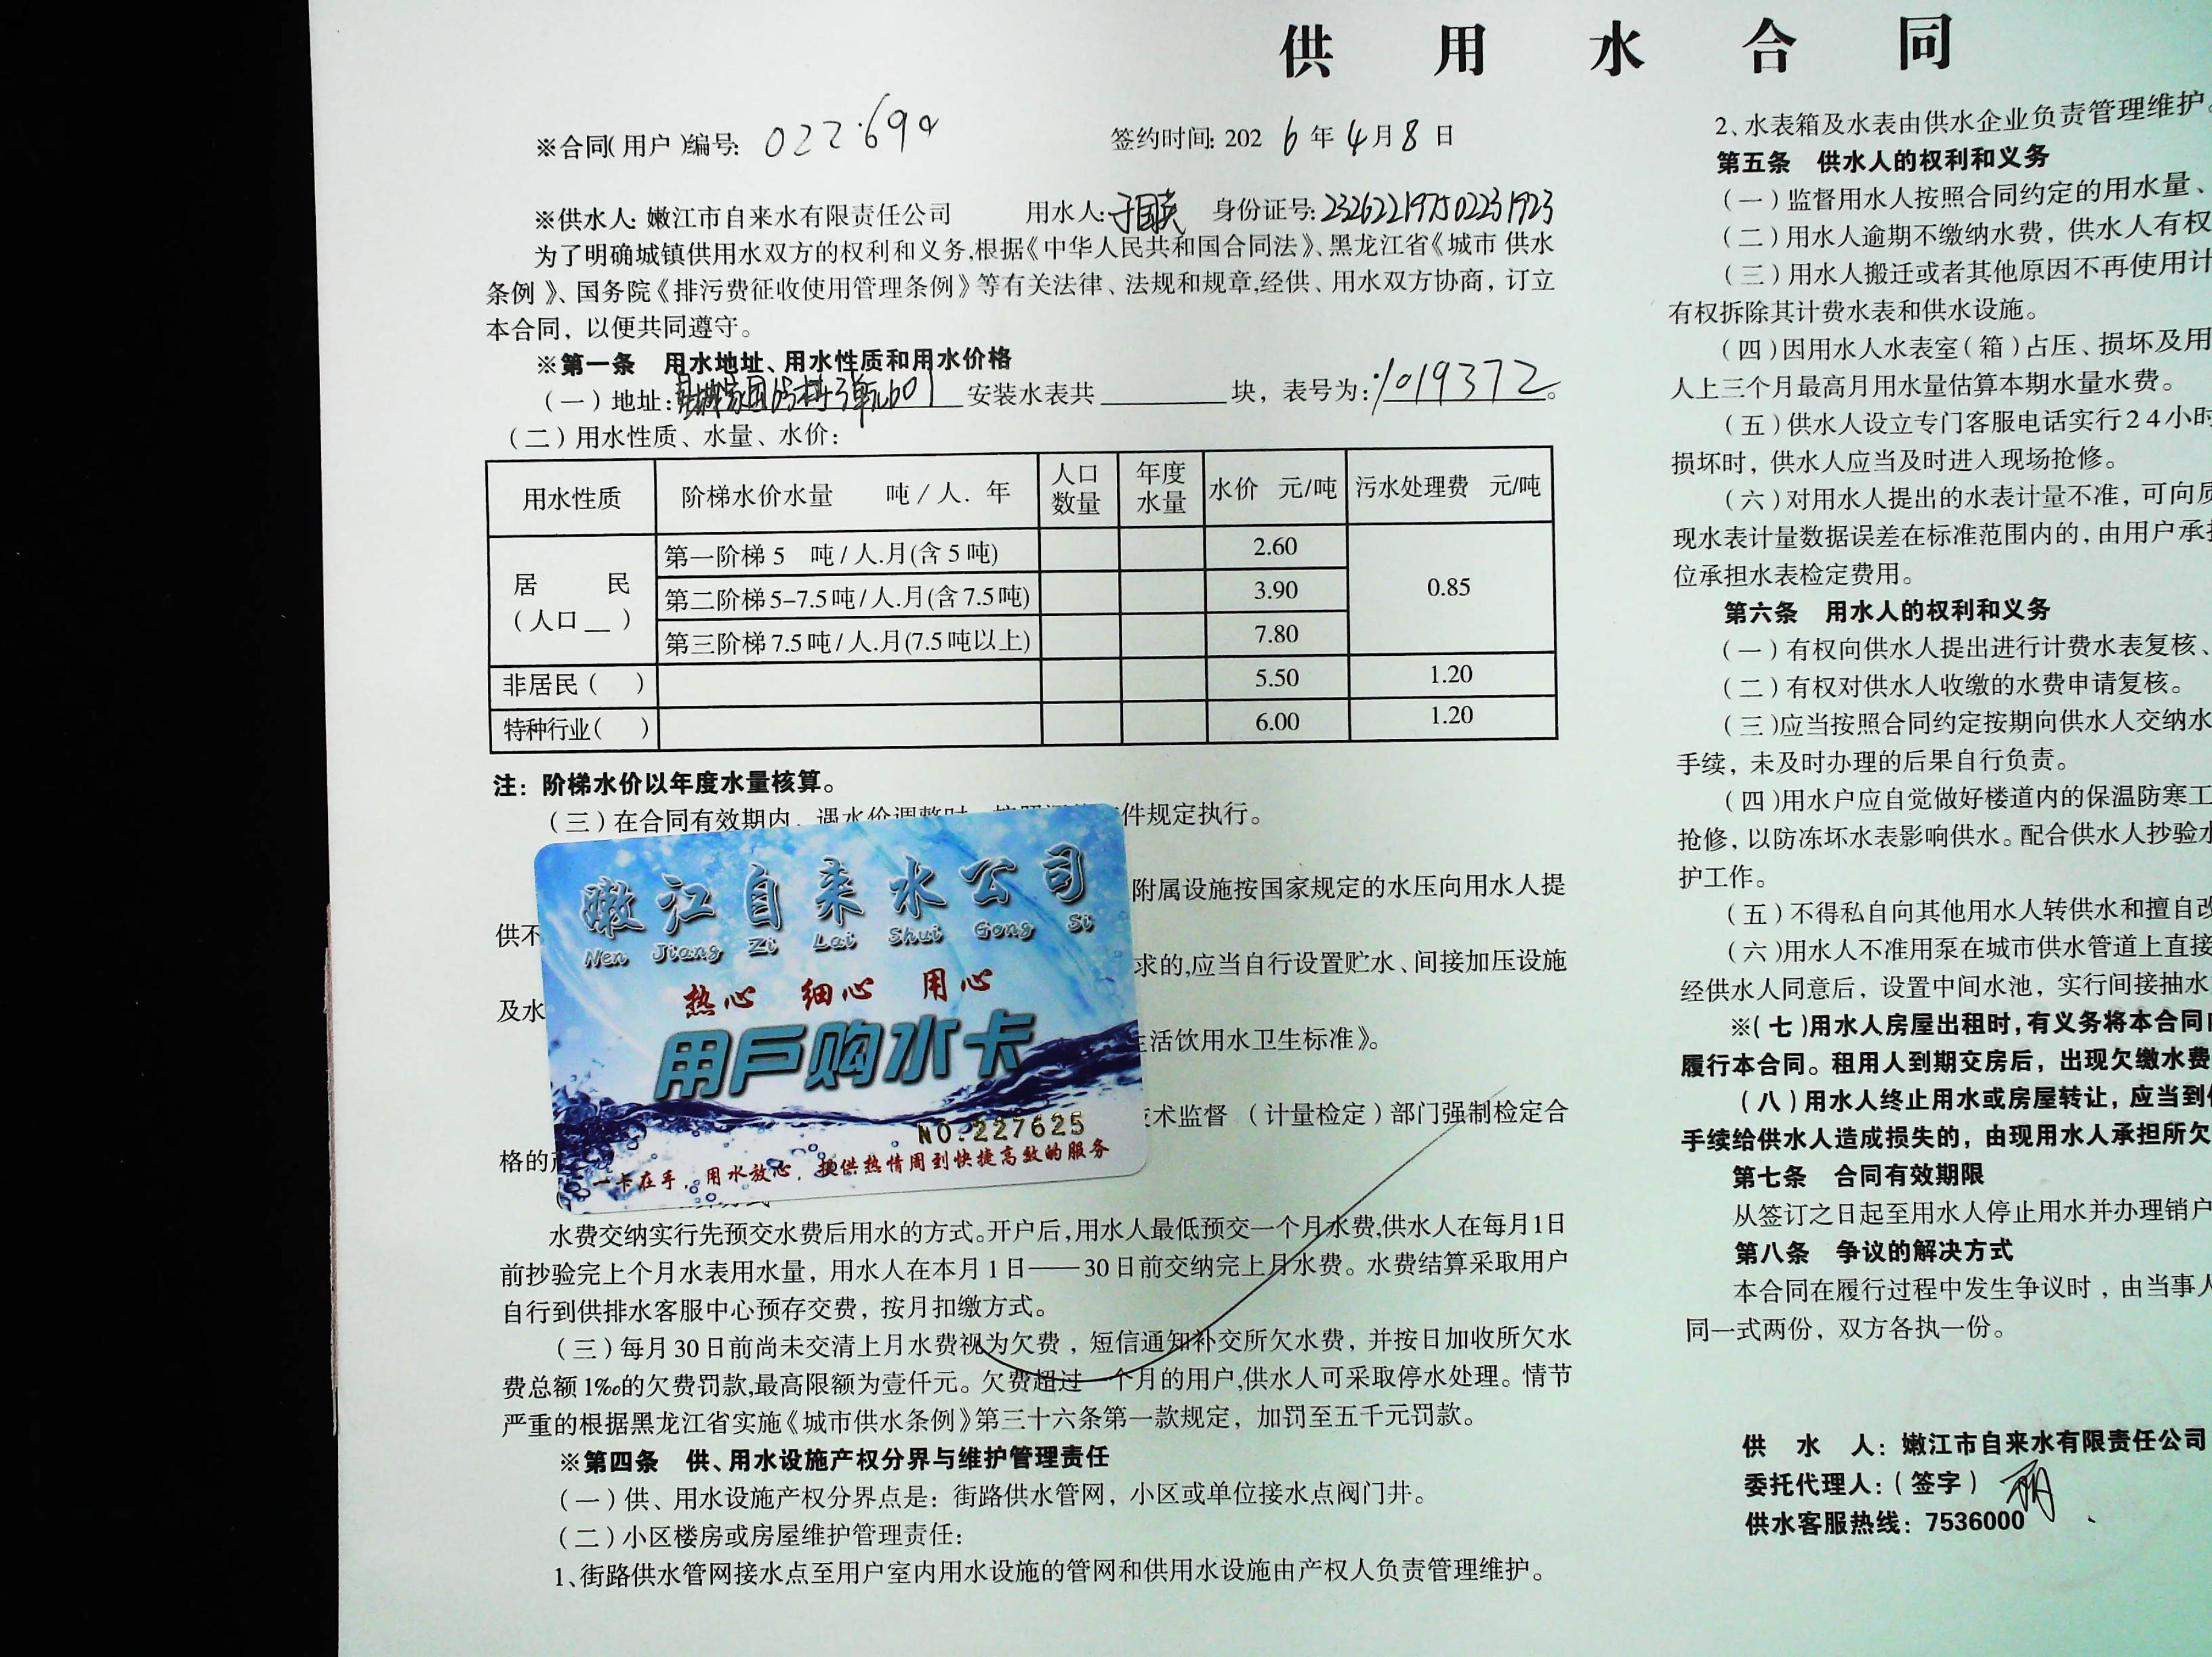 供 用 水 合 同
※合同(用户)编号: 022694
签约时间: 2026年4月8日
※供水人: 嫩江市自来水有限责任公司 用水人: 身份证号:232622197502231923
为了明确城镇供用水双方的权利和义务,根据《中华人民共和国合同法》、黑龙江省《城市 供水
条例》、国务院《排污费征收使用管理条例》等有关法律、法规和规章,经供、用水双方协商，订立
本合同，以便共同遵守。
※第一条 用水地址、用水性质和用水价格
(一)地址: 单元601 安装水表共 块，表号为: 019372。
(二)用水性质、水量、水价:
用水性质 阶梯水价水量 吨/人. 年 人口数量 年度水量 水价 元/吨 污水处理费 元/吨
居 民 (人口 )
第一阶梯 5 吨/人.月(含5吨) 2.60 0.85
第二阶梯5-7.5吨/人.月(含7.5吨) 3.90
第三阶梯7.5吨/人.月(7.5吨以上) 7.80
非居民( ) 5.50 1.20
特种行业( ) 6.00 1.20
注：阶梯水价以年度水量核算。
(三)在合同有效期内、遇水价调整时 件规定执行。
附属设施按国家规定的水压向用水人提
供不
求的,应当自行设置贮水、间接加压设施
及水
生活饮用水卫生标准》。
技术监督 (计量检定)部门强制检定合
格的
嫩江自来水公司
Nen Jiang Zi Lai Shui Gong Si
热心 细心 用心
用户购水卡
NO.227625
一卡在手，用水放心，提供热情周到快捷高效的服务
水费交纳实行先预交水费后用水的方式。开户后,用水人最低预交一个月水费,供水人在每月1日
前抄验完上个月水表用水量，用水人在本月1日——30日前交纳完上月水费。水费结算采取用户
自行到供排水客服中心预存交费，按月扣缴方式。
(三)每月30日前尚未交清上月水费视为欠费，短信通知补交所欠水费，并按日加收所欠水
费总额1‰的欠费罚款,最高限额为壹仟元。欠费超过一个月的用户,供水人可采取停水处理。情节
严重的根据黑龙江省实施《城市供水条例》第三十六条第一款规定，加罚至五千元罚款。
※第四条 供、用水设施产权分界与维护管理责任
(一)供、用水设施产权分界点是：街路供水管网，小区或单位接水点阀门井。
(二)小区楼房或房屋维护管理责任:
1、街路供水管网接水点至用户室内用水设施的管网和供用水设施由产权人负责管理维护。
2、水表箱及水表由供水企业负责管理维护。
第五条 供水人的权利和义务
(一)监督用水人按照合同约定的用水量、
(二)用水人逾期不缴纳水费，供水人有权
(三)用水人搬迁或者其他原因不再使用计
有权拆除其计费水表和供水设施。
(四)因用水人水表室(箱)占压、损坏及用
人上三个月最高月用水量估算本期水量水费。
(五)供水人设立专门客服电话实行24小时
损坏时，供水人应当及时进入现场抢修。
(六)对用水人提出的水表计量不准，可向质
现水表计量数据误差在标准范围内的,由用户承
位承担水表检定费用。
第六条 用水人的权利和义务
(一)有权向供水人提出进行计费水表复核、
(二)有权对供水人收缴的水费申请复核。
(三)应当按照合同约定按期向供水人交纳水
手续，未及时办理的后果自行负责。
(四)用水户应自觉做好楼道内的保温防寒工
抢修，以防冻坏水表影响供水。配合供水人抄验水
护工作。
(五)不得私自向其他用水人转供水和擅自改
(六)用水人不准用泵在城市供水管道上直接
经供水人同意后，设置中间水池，实行间接抽水
※(七)用水人房屋出租时,有义务将本合同
履行本合同。租用人到期交房后，出现欠缴水费
(八)用水人终止用水或房屋转让，应当到
手续给供水人造成损失的，由现用水人承担所欠
第七条 合同有效期限
从签订之日起至用水人停止用水并办理销户
第八条 争议的解决方式
本合同在履行过程中发生争议时，由当事人
同一式两份，双方各执一份。
供 水 人：嫩江市自来水有限责任公司
委托代理人：(签字)
供水客服热线：7536000